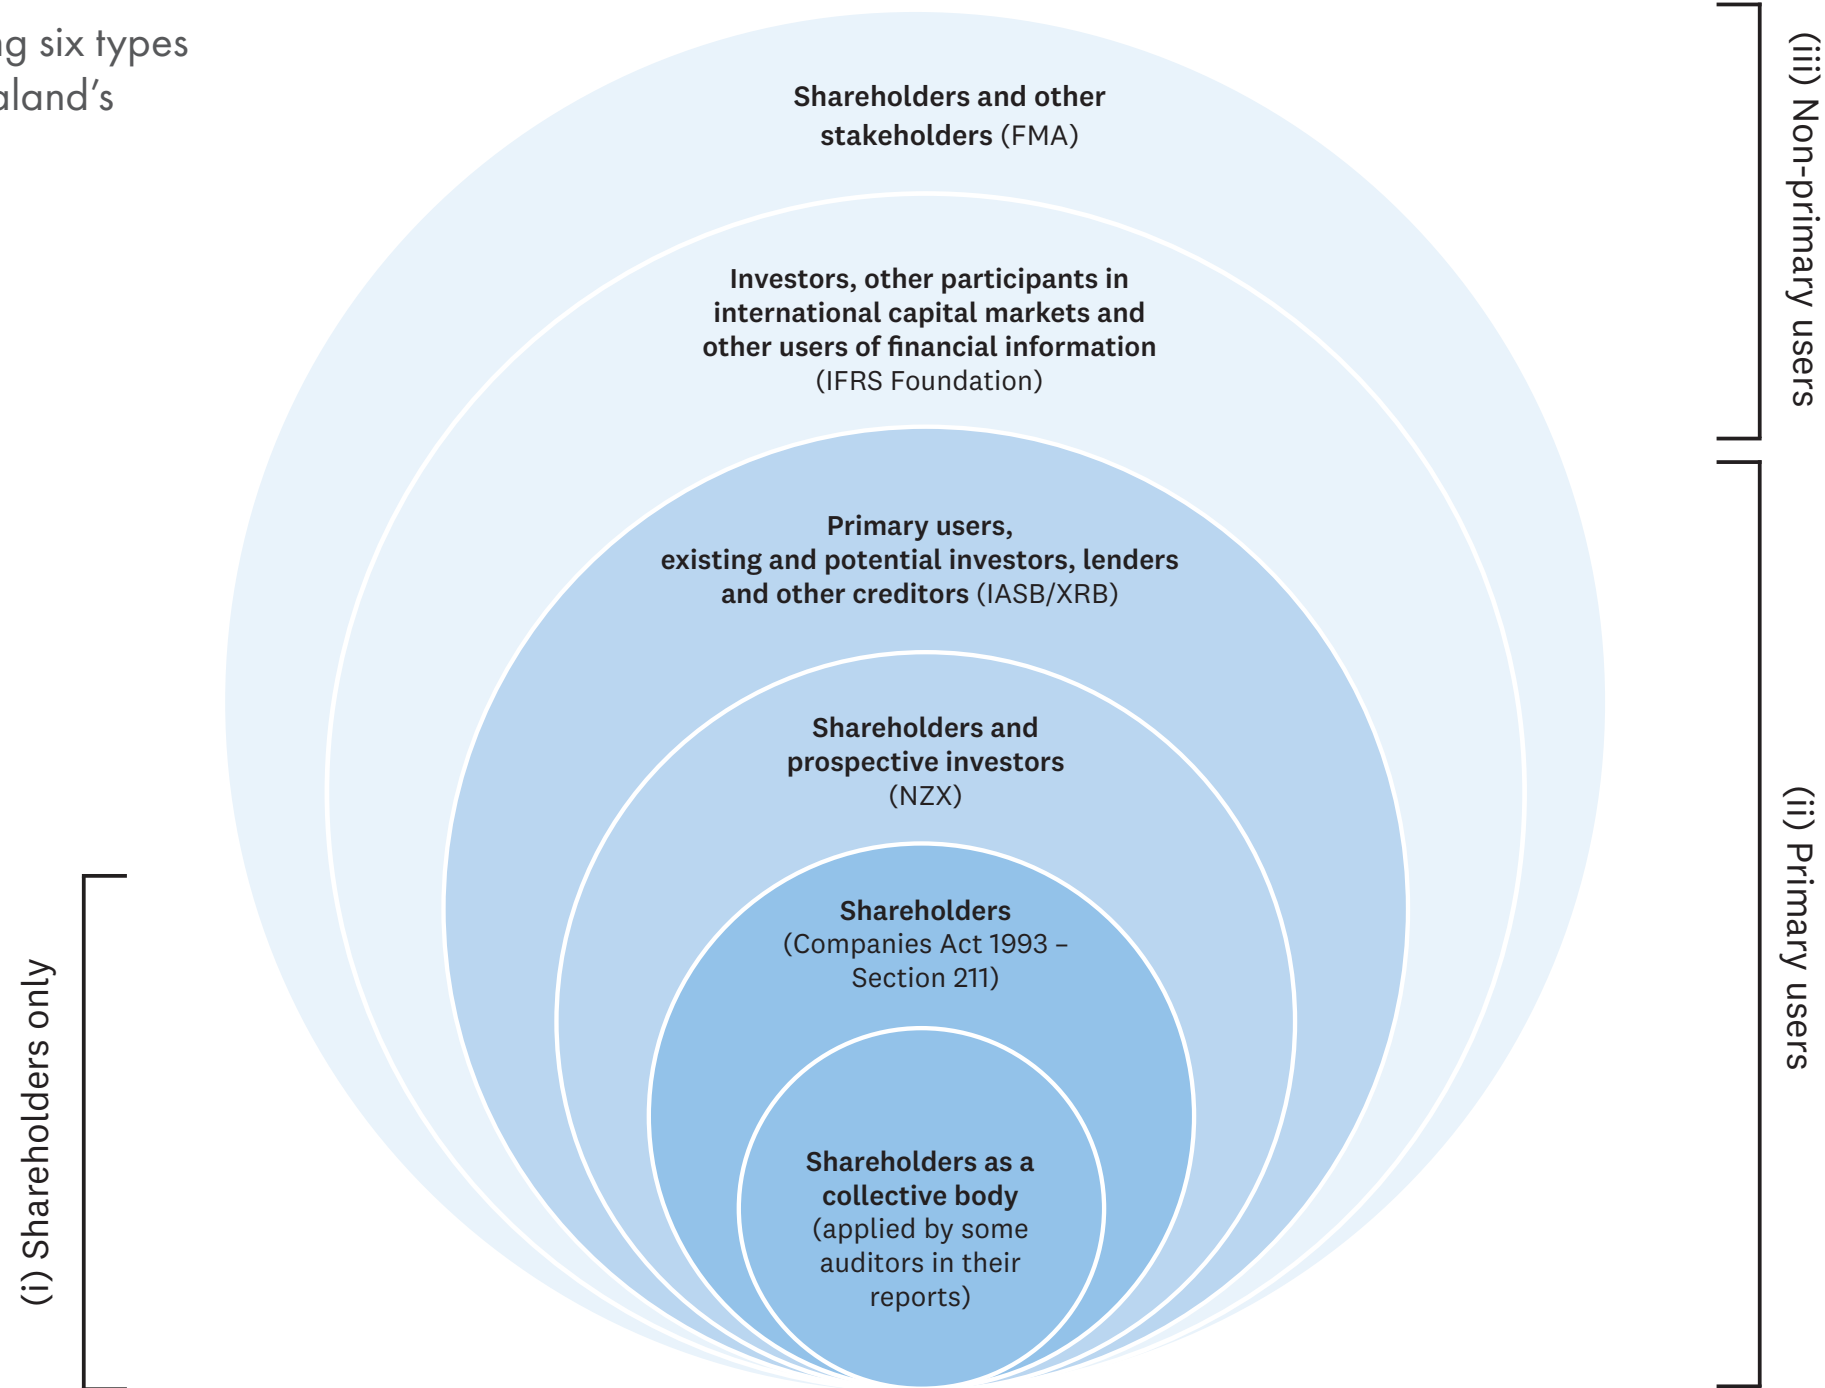 ng six types
aland's
Shareholders and other
stakeholders (FMA)
Investors, other participants in
international capital markets and
other users of financial information
(IFRS Foundation)
Primary users,
existing and potential investors, lenders
and other creditors (IASB/XRB)
Shareholders and
prospective investors
(NZX)
Shareholders
(Companies Act 1993 –
Section 211)
Shareholders as a
collective body
(applied by some
auditors in their
reports)
(i) Shareholders only
(iii) Non-primary users
(ii) Primary users